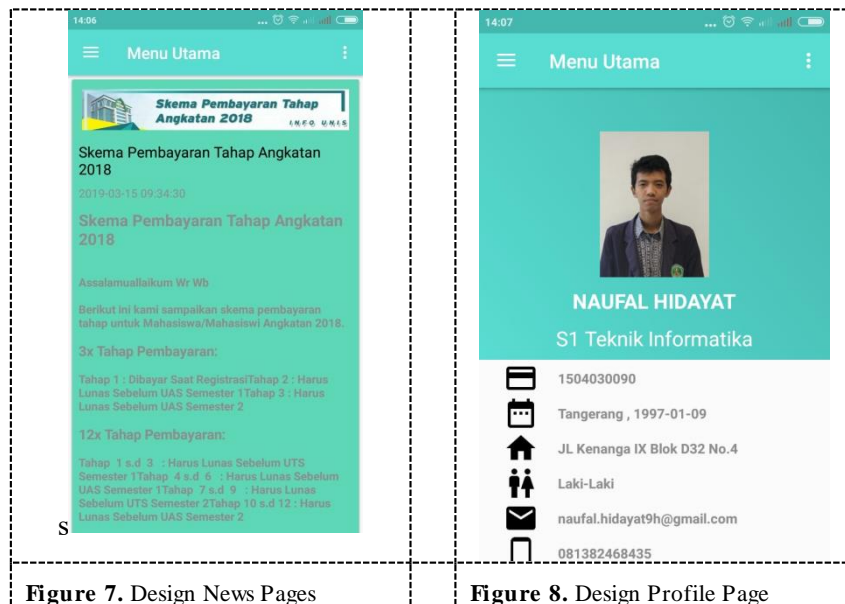 14:06
Menu Utama
Skema Pembayaran Tahap
Angkatan 2018
INFO UNIS
Skema Pembayaran Tahap Angkatan
2018
2019-03-15 09:34:30
Skema Pembayaran Tahap Angkatan
2018
Assalamuallaikum Wr Wb
Berikut ini kami sampaikan skema pembayaran
tahap untuk Mahasiswa/Mahasiswi Angkatan 2018.
3x Tahap Pembayaran:
Tahap 1 : Dibayar Saat RegistrasiTahap 2 : Harus
Lunas Sebelum UAS Semester 1Tahap 3 : Harus
Lunas Sebelum UAS Semester 2
12x Tahap Pembayaran:
Tahap 1 s.d 3 : Harus Lunas Sebelum UTS
Semester 1Tahap 4 s.d 6 : Harus Lunas Sebelum
UAS Semester 1Tahap 7 s.d 9 : Harus Lunas
Sebelum UTS Semester 2Tahap 10 s.d 12 : Harus
Lunas Sebelum UAS Semester 2
S
Figure 7. Design News Pages
14:07
Menu Utama
NAUFAL HIDAYAT
S1 Teknik Informatika
1504030090
Tangerang , 1997-01-09
JL Kenanga IX Blok D32 No.4
Laki-Laki
naufal.hidayat9h@gmail.com
081382468435
Figure 8. Design Profile Page